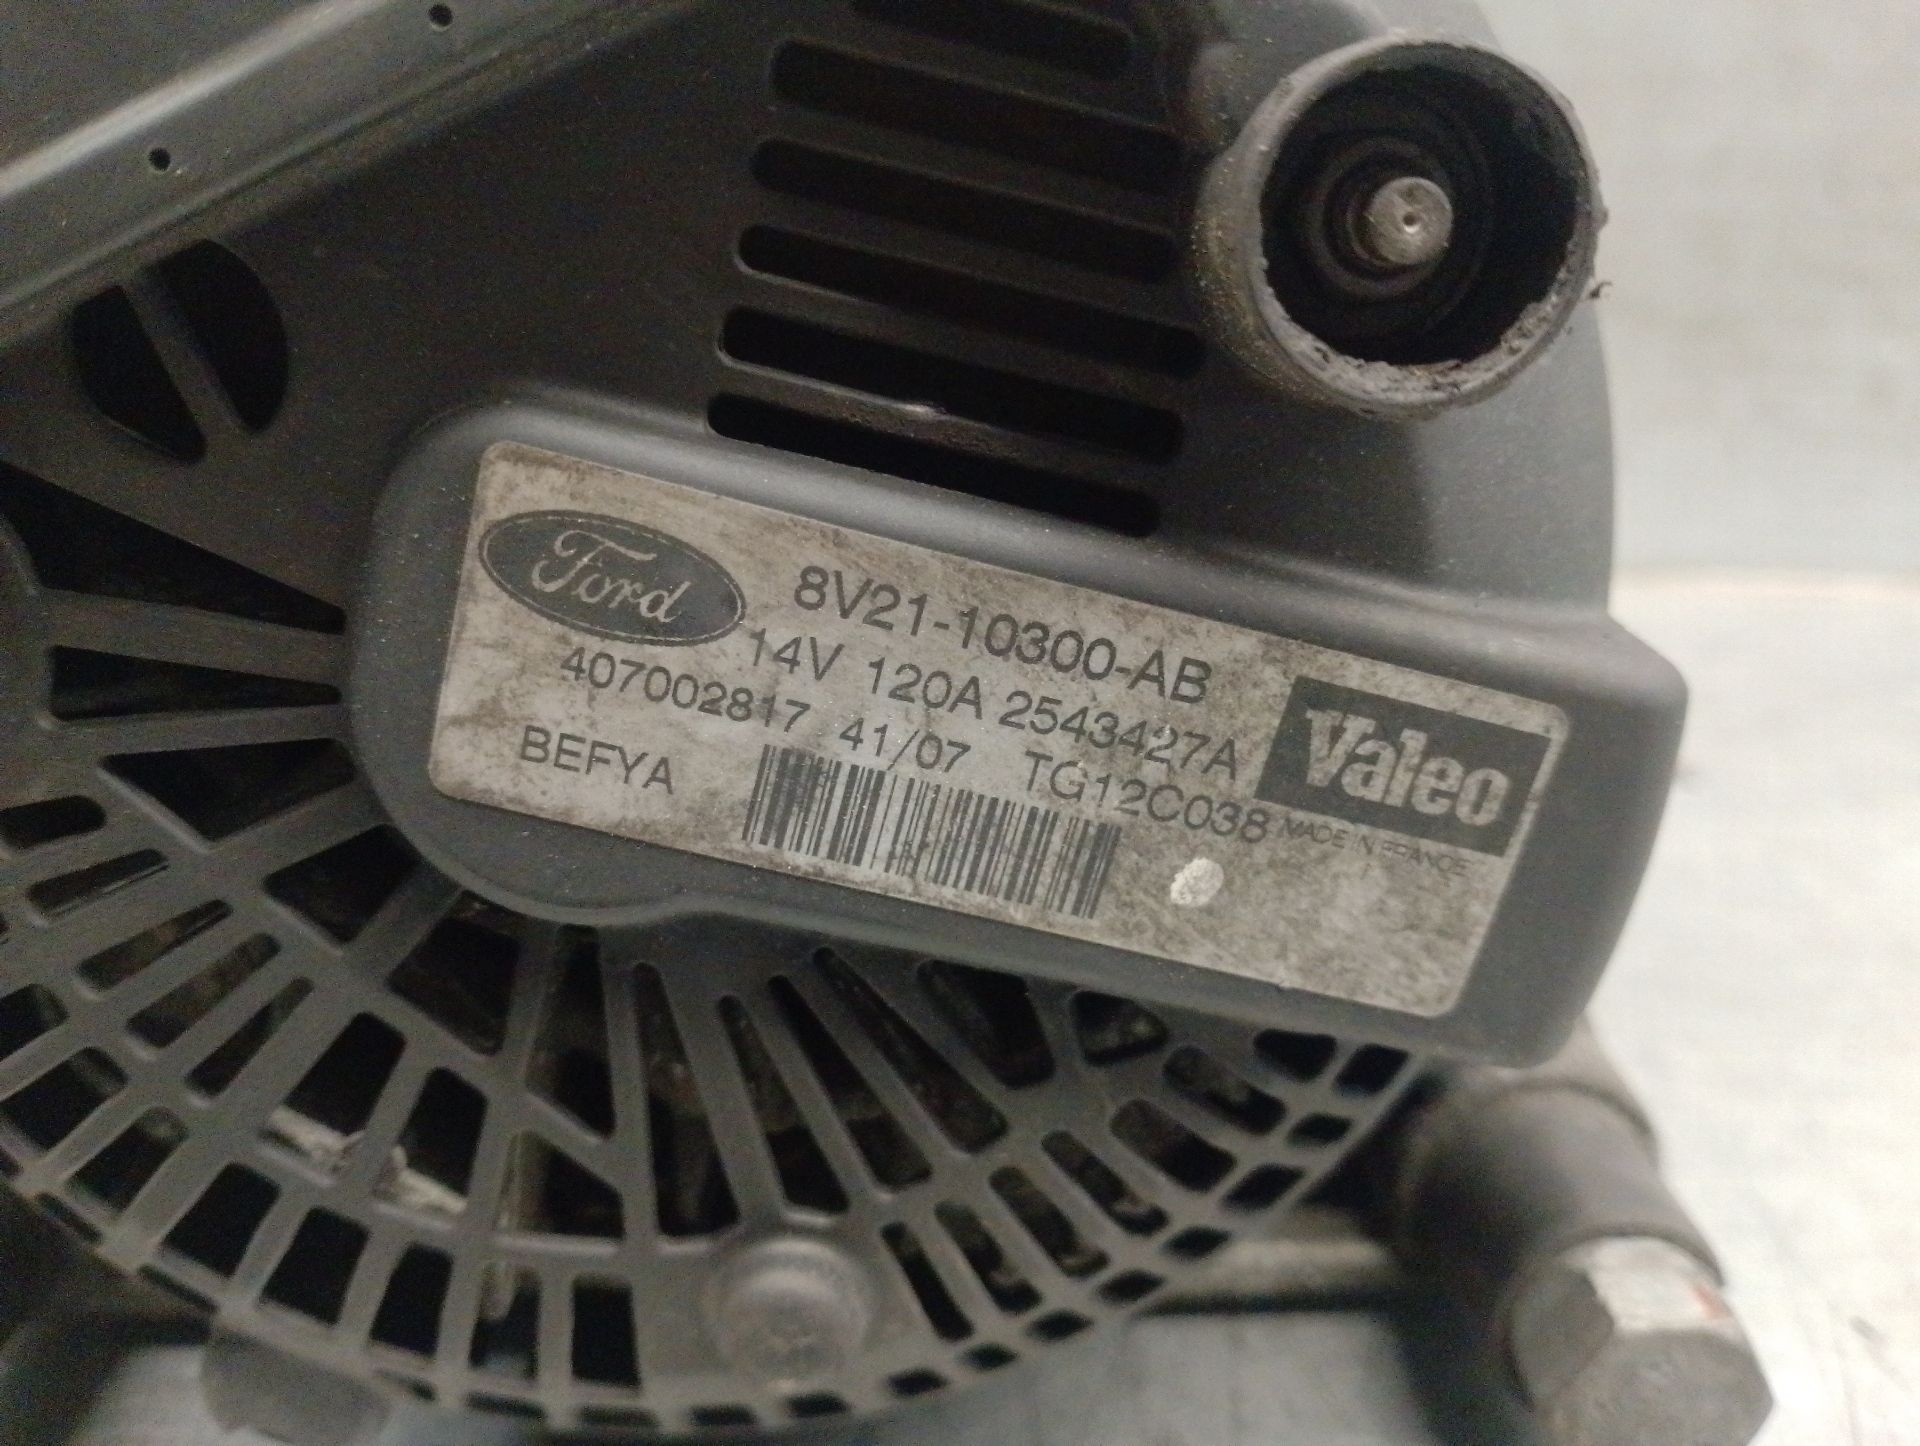 Ford
8V21-10300-AB
14V 120A 2543427A
407002817 41/07 TG12C038
BEFYA
Valeo
MADE IN FRANCE